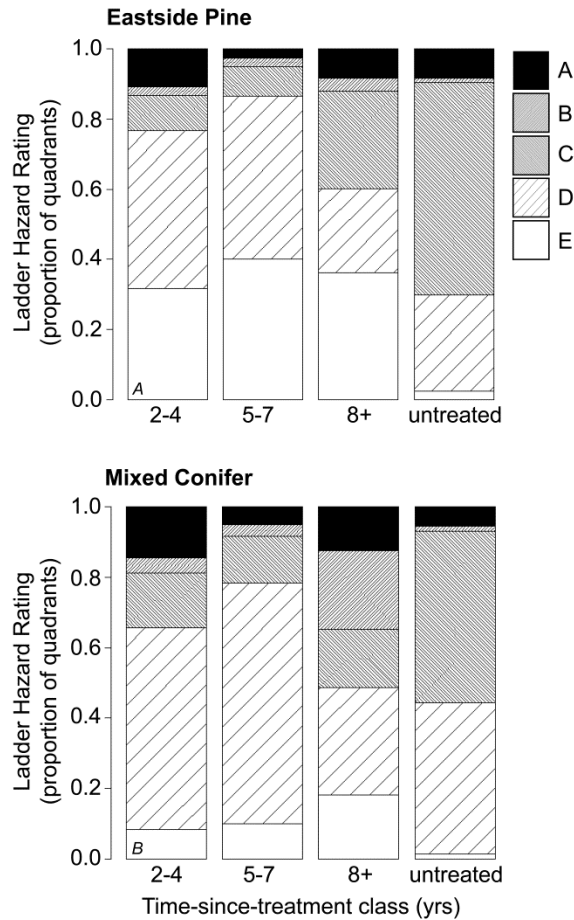 Eastside Pine
Ladder Hazard Rating
(proportion of quadrants)
1.0
0.8
0.6
0.4
0.2
0.0
A
2-4
5-7
8+
untreated
A
B
C
D
E
Mixed Conifer
Ladder Hazard Rating
(proportion of quadrants)
1.0
0.8
0.6
0.4
0.2
0.0
B
2-4
5-7
8+
untreated
Time-since-treatment class (yrs)